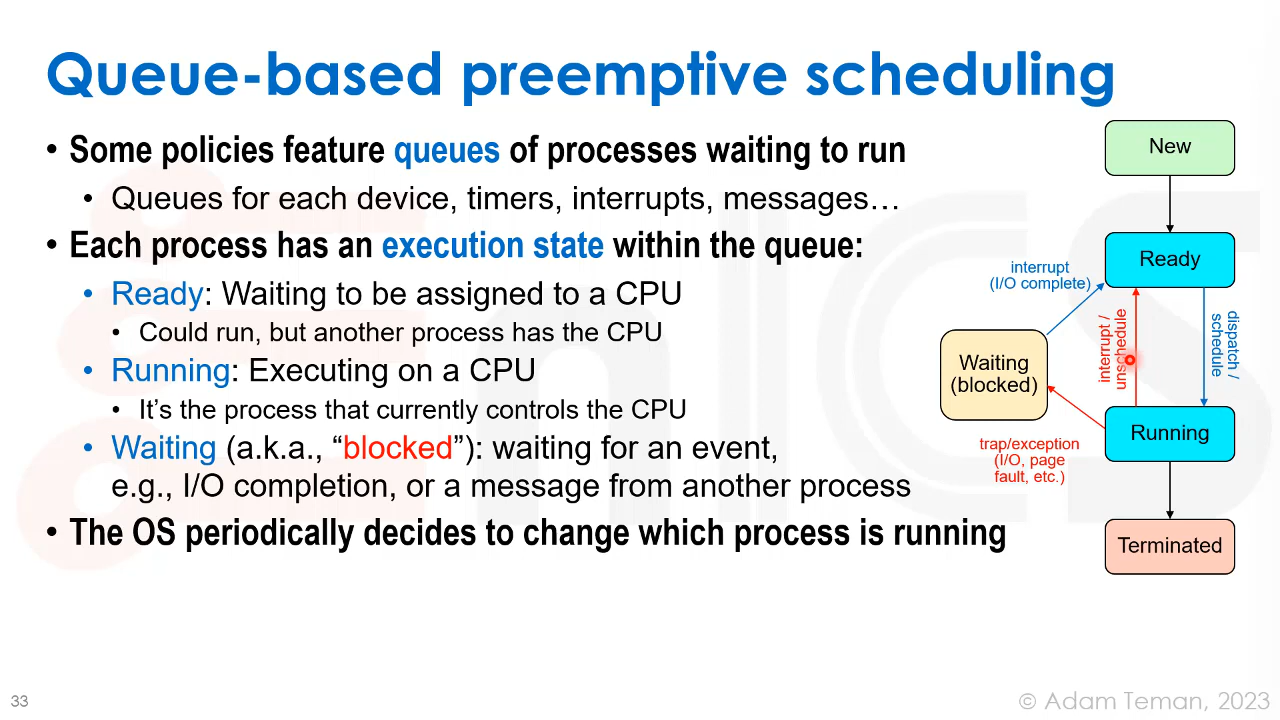 Queue-based preemptive scheduling
• Some policies feature queues of processes waiting to run
• Queues for each device, timers, interrupts, messages…
• Each process has an execution state within the queue:
• Ready: Waiting to be assigned to a CPU
• Could run, but another process has the CPU
• Running: Executing on a CPU
• It's the process that currently controls the CPU
• Waiting (a.k.a., “blocked”): waiting for an event,
e.g., I/O completion, or a message from another process
• The OS periodically decides to change which process is running
New
Ready
interrupt
(I/O complete)
interrupt /
unschedule
dispatch /
schedule
Waiting
(blocked)
Running
trap/exception
(I/O, page
fault, etc.)
Terminated
33
© Adam Teman, 2023
nICS